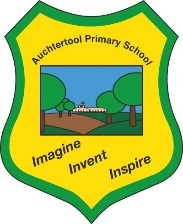 Auchtertool Primary School
Imagine
Invent
Inspire